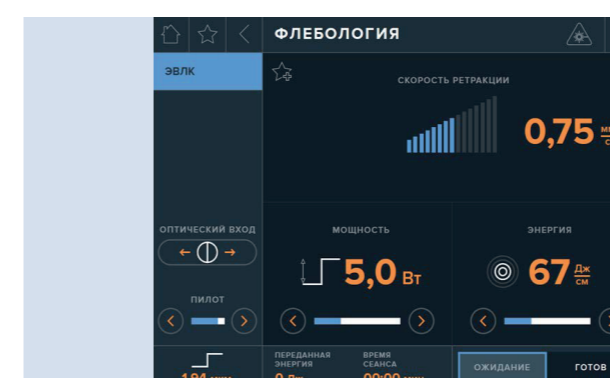 ФЛЕБОЛОГИЯ
ЭВЛК
СКОРОСТЬ РЕТРАКЦИИ
0,75
ОПТИЧЕСКИЙ ВХОД
МОЩНОСТЬ
ЭНЕРГИЯ
5,0 Вт
67 Дж
см
ПИЛОТ
ПЕРЕДАННАЯ
ЭНЕРГИЯ
ВРЕМЯ
СЕАНСА
ОЖИДАНИЕ
ГОТОВ